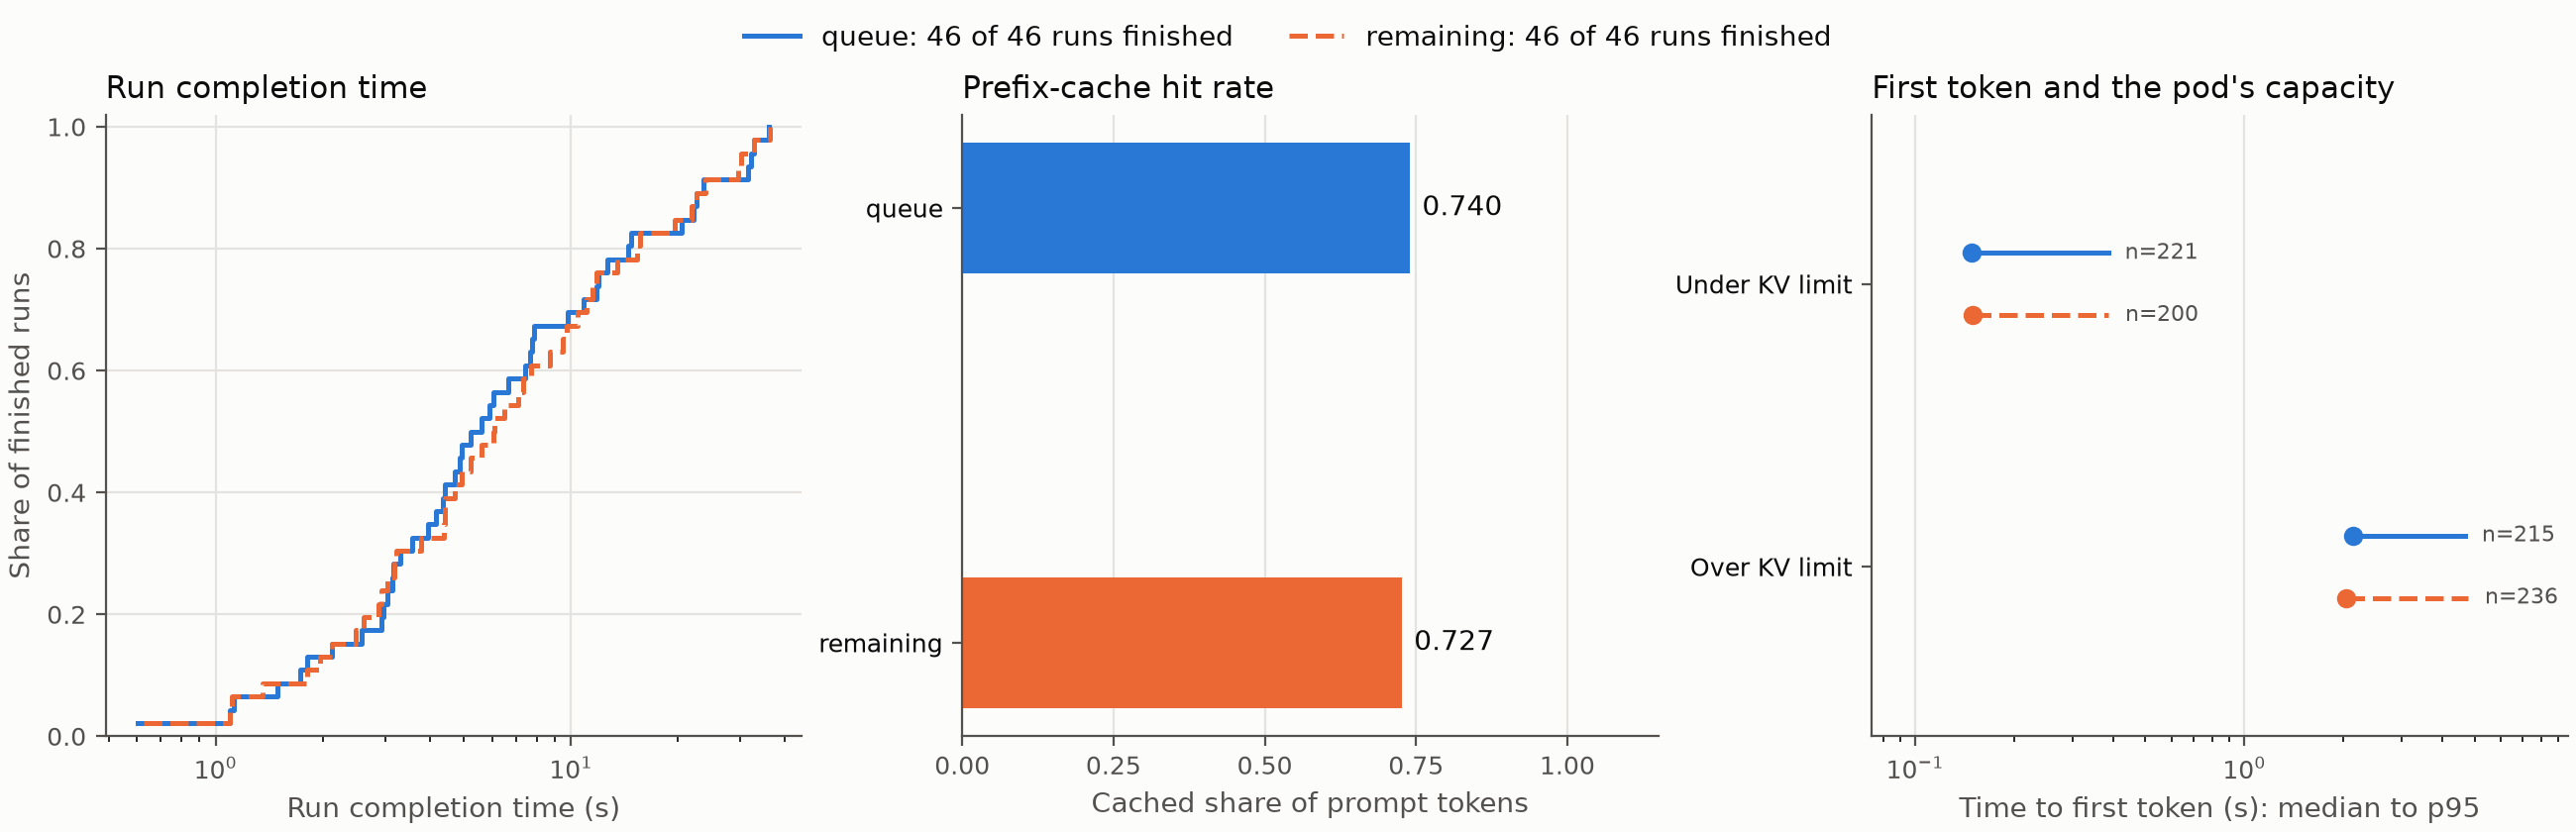 queue: 46 of 46 runs finished
remaining: 46 of 46 runs finished
Run completion time
Share of finished runs
1.0
0.8
0.6
0.4
0.2
0.0
10⁰
10¹
Run completion time (s)
Prefix-cache hit rate
queue
0.740
remaining
0.727
0.00
0.25
0.50
0.75
1.00
Cached share of prompt tokens
First token and the pod's capacity
Under KV limit
n=221
n=200
Over KV limit
n=215
n=236
10⁻¹
10⁰
Time to first token (s): median to p95